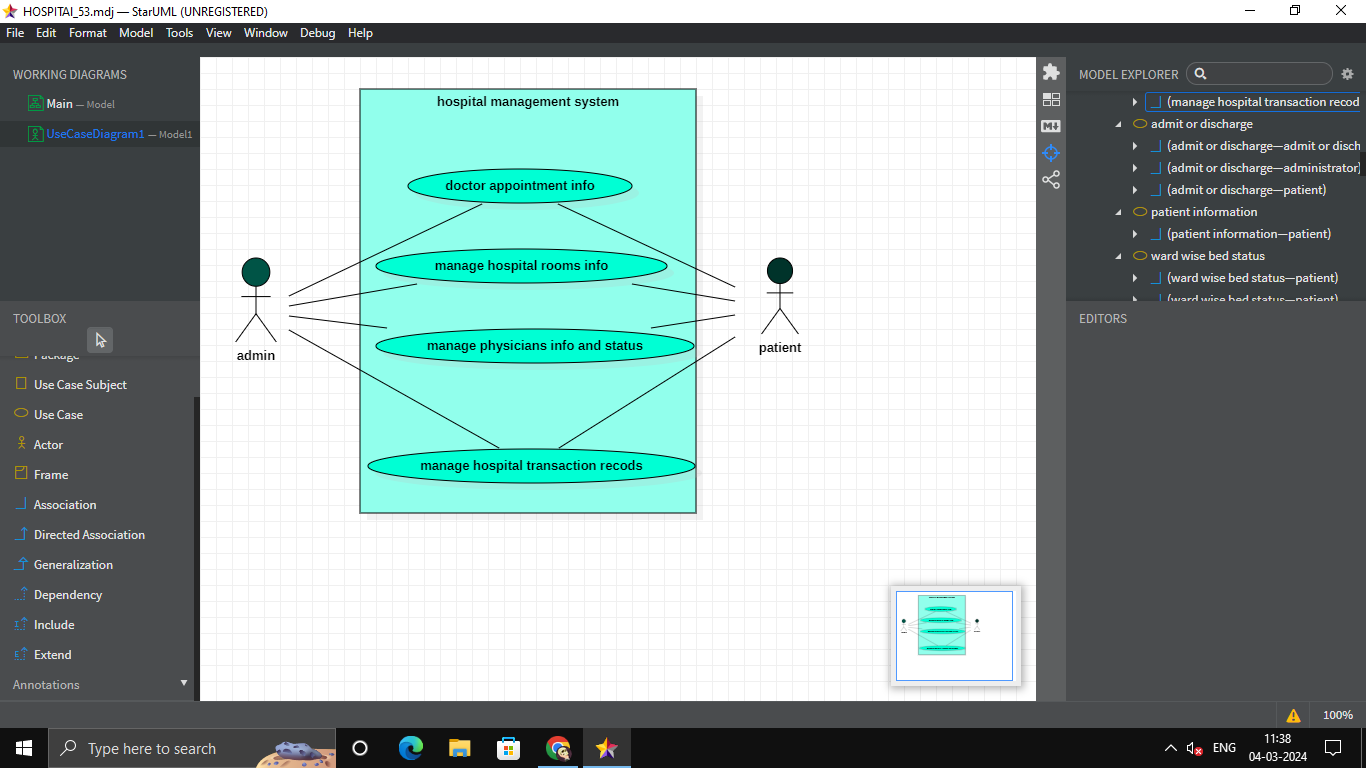 HOSPITAl_53.mdj — StarUML (UNREGISTERED)
File Edit Format Model Tools View Window Debug Help
WORKING DIAGRAMS
Main — Model
UseCaseDiagram1 — Model1
TOOLBOX
Package
Use Case Subject
Use Case
Actor
Frame
Association
Directed Association
Generalization
Dependency
Include
Extend
Annotations
hospital management system
doctor appointment info
manage hospital rooms info
manage physicians info and status
manage hospital transaction recods
admin
patient
MODEL EXPLORER
(manage hospital transaction recod
admit or discharge
(admit or discharge—admit or disch
(admit or discharge—administrator)
(admit or discharge—patient)
patient information
(patient information—patient)
ward wise bed status
(ward wise bed status—patient)
(ward wise bed status—patient)
EDITORS
100%
Type here to search
ENG
11:38
04-03-2024